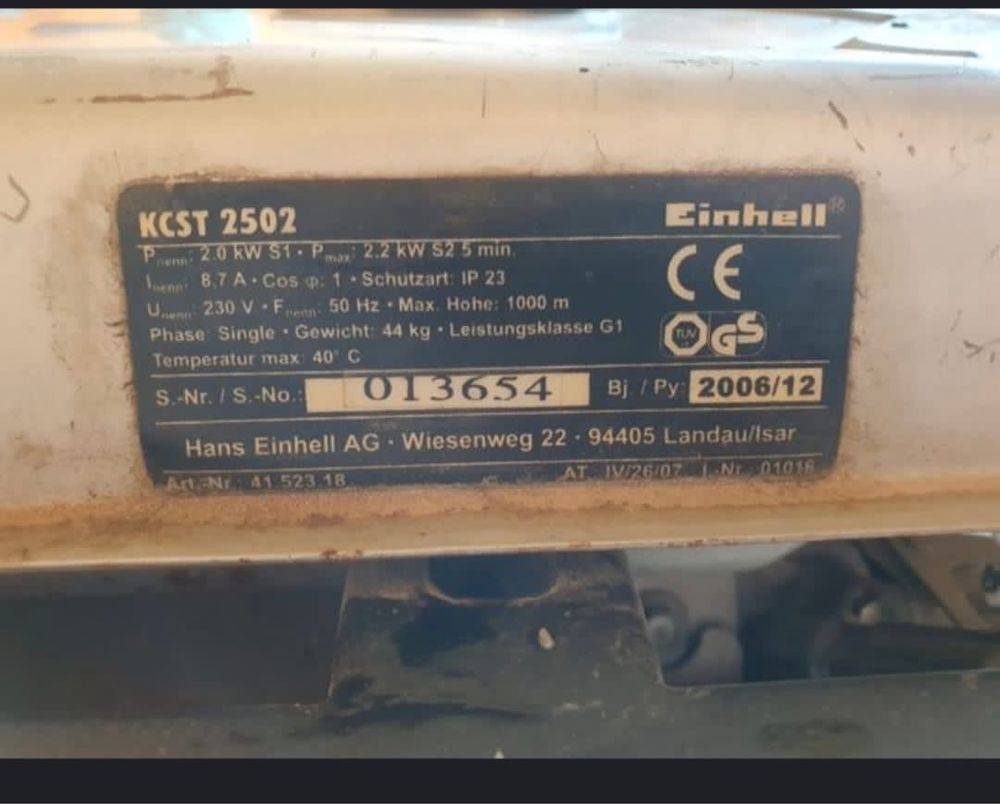 KCST 2502
Einhell®
Pnenn: 2.0 kW S1 • Pmax: 2.2 kW S2 5 min.
Inenn: 8,7 A • Cos φ: 1 • Schutzart: IP 23
CE
Unenn: 230 V • Fnenn: 50 Hz • Max. Hohe: 1000 m
Phase: Single • Gewicht: 44 kg • Leistungsklasse G1
TUV GS
Temperatur max: 40° C
S.-Nr. / S.-No.: 013654 Bj. / Py: 2006/12
Hans Einhell AG • Wiesenweg 22 • 94405 Landau/Isar
Art.-Nr.: 41.523.18 AT.: IV/26/07 I.-Nr.: 01016